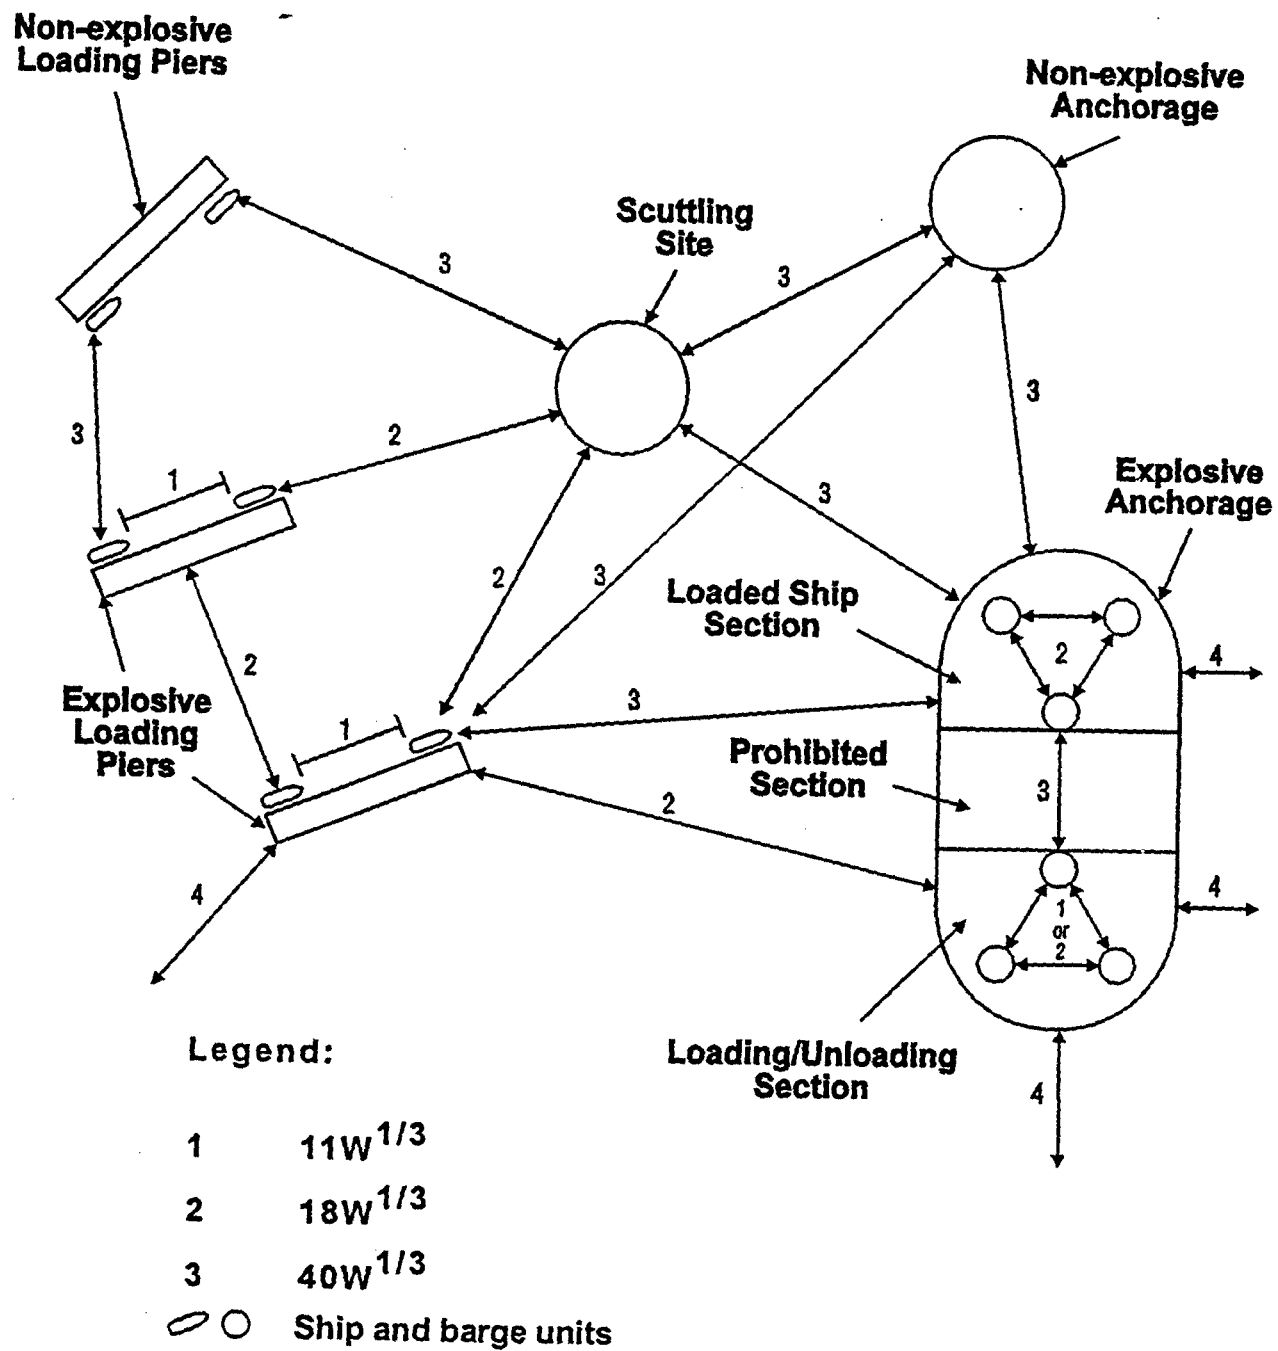 Non-explosive
Loading Piers
Non-explosive
Anchorage
Scuttling
Site
3
3
3
3
2
1
3
Explosive
Anchorage
2
3
Loaded Ship
Section
2
4
2
Explosive
Loading
Piers
1
3
Prohibited
Section
3
2
4
4
1
or
2
Loading/Unloading
Section
4
Legend:
1 11W1/3
2 18W1/3
3 40W1/3
Ship and barge units